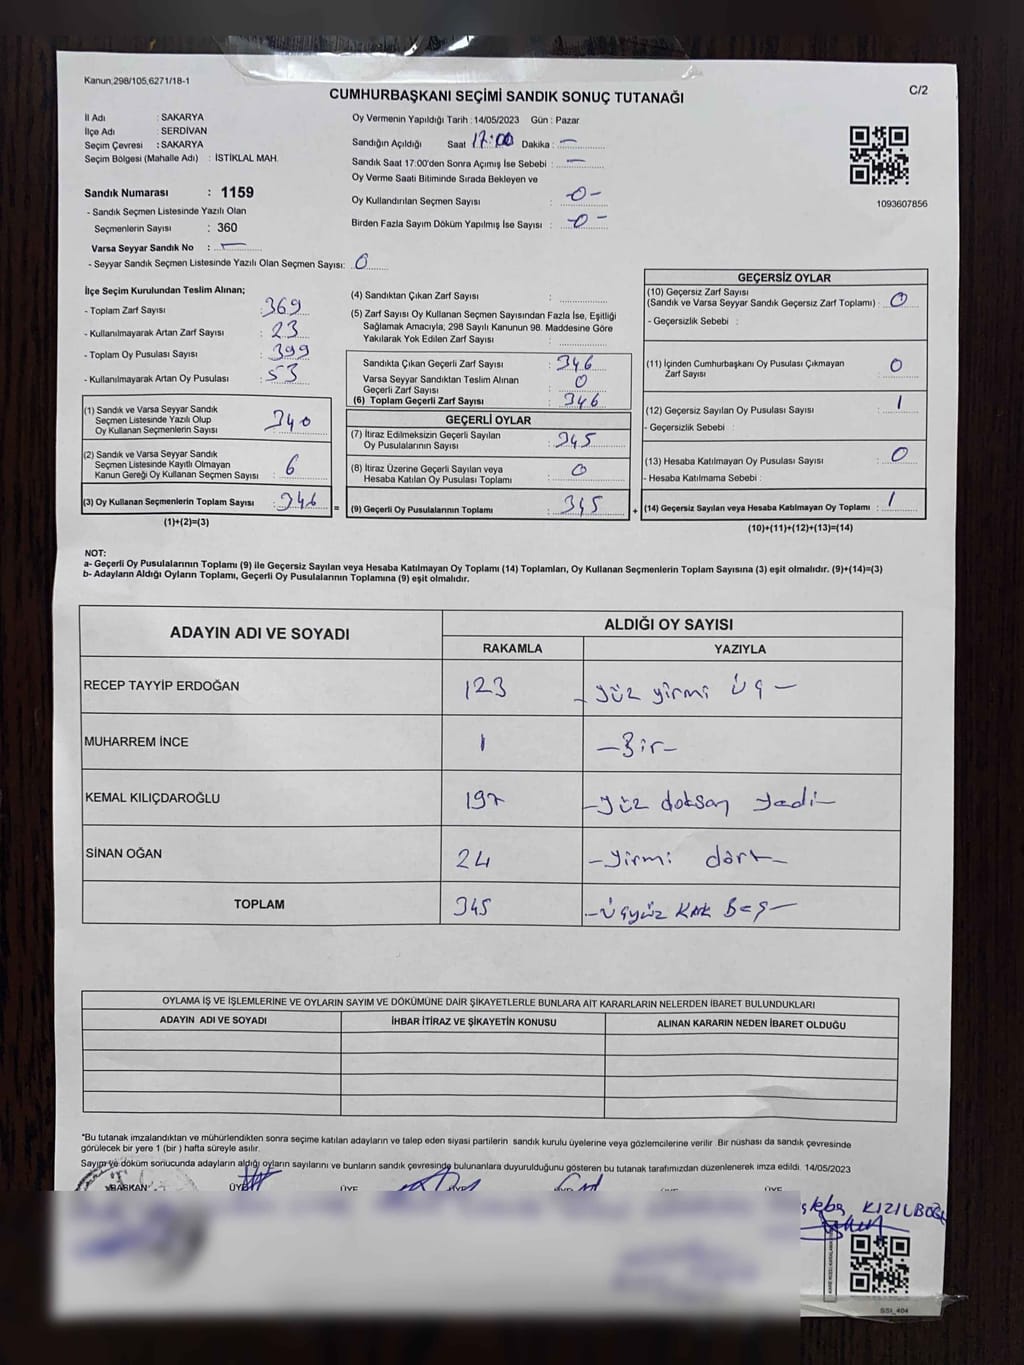 Kanun;298/105,6271/18-1
C/2
CUMHURBAŞKANI SEÇİMİ SANDIK SONUÇ TUTANAĞI
İl Adı : SAKARYA
İlçe Adı : SERDİVAN
Seçim Çevresi : SAKARYA
Seçim Bölgesi (Mahalle Adı) : İSTİKLAL MAH.
Sandık Numarası : 1159
- Sandık Seçmen Listesinde Yazılı Olan
Seçmenlerin Sayısı : 360
Varsa Seyyar Sandık No : —
- Seyyar Sandık Seçmen Listesinde Yazılı Olan Seçmen Sayısı: 0
Oy Vermenin Yapıldığı Tarih : 14/05/2023 Gün : Pazar
Sandığın Açıldığı Saat 17:00 Dakika : —
Sandık Saat 17:00'den Sonra Açımış İse Sebebi : —
Oy Verme Saati Bitiminde Sırada Bekleyen ve
Oy Kullandırılan Seçmen Sayısı : 0-
Birden Fazla Sayım Döküm Yapılmış İse Sayısı : -0-
1093607856
İlçe Seçim Kurulundan Teslim Alınan;
- Toplam Zarf Sayısı : 369
- Kullanılmayarak Artan Zarf Sayısı : 23
- Toplam Oy Pusulası Sayısı : 399
- Kullanılmayarak Artan Oy Pusulası : 53
(1) Sandık ve Varsa Seyyar Sandık
Seçmen Listesinde Yazılı Olup
Oy Kullanan Seçmenlerin Sayısı : 340
(2) Sandık ve Varsa Seyyar Sandık
Seçmen Listesinde Kayıtlı Olmayan
Kanun Gereği Oy Kullanan Seçmen Sayısı : 6
(3) Oy Kullanan Seçmenlerin Toplam Sayısı : 346
(1)+(2)=(3)
(4) Sandıktan Çıkan Zarf Sayısı :
(5) Zarf Sayısı Oy Kullanan Seçmen Sayısından Fazla İse, Eşitliği
Sağlamak Amacıyla; 298 Sayılı Kanunun 98. Maddesine Göre
Yakılarak Yok Edilen Zarf Sayısı :
Sandıkta Çıkan Geçerli Zarf Sayısı : 346
Varsa Seyyar Sandıktan Teslim Alınan
Geçerli Zarf Sayısı : 0
(6) Toplam Geçerli Zarf Sayısı : 346
GEÇERLİ OYLAR
(7) İtiraz Edilmeksizin Geçerli Sayılan
Oy Pusulalarının Sayısı : 345
(8) İtiraz Üzerine Geçerli Sayılan veya
Hesaba Katılan Oy Pusulası Toplamı : 0
= (9) Geçerli Oy Pusulalarının Toplamı : 345
GEÇERSİZ OYLAR
(10) Geçersiz Zarf Sayısı
(Sandık ve Varsa Seyyar Sandık Geçersiz Zarf Toplamı) : 0
- Geçersizlik Sebebi :
(11) İçinden Cumhurbaşkanı Oy Pusulası Çıkmayan
Zarf Sayısı : 0
(12) Geçersiz Sayılan Oy Pusulası Sayısı : 1
- Geçersizlik Sebebi :
(13) Hesaba Katılmayan Oy Pusulası Sayısı : 0
- Hesaba Katılmama Sebebi :
+ (14) Geçersiz Sayılan veya Hesaba Katılmayan Oy Toplamı : 1
(10)+(11)+(12)+(13)=(14)
NOT:
a- Geçerli Oy Pusulalarının Toplamı (9) ile Geçersiz Sayılan veya Hesaba Katılmayan Oy Toplamı (14) Toplamları, Oy Kullanan Seçmenlerin Toplam Sayısına (3) eşit olmalıdır. (9)+(14)=(3)
b- Adayların Aldığı Oyların Toplamı, Geçerli Oy Pusulalarının Toplamına (9) eşit olmalıdır.
ADAYIN ADI VE SOYADI ALDIĞI OY SAYISI
RAKAMLA YAZIYLA
RECEP TAYYİP ERDOĞAN 123 - yüz yirmi üç -
MUHARREM İNCE 1 - Bir -
KEMAL KILIÇDAROĞLU 197 - yüz doksan yedi -
SİNAN OĞAN 24 - yirmi dört -
TOPLAM 345 - üçyüz kırk Beş -
OYLAMA İŞ VE İŞLEMLERİNE VE OYLARIN SAYIM VE DÖKÜMÜNE DAİR ŞİKAYETLERLE BUNLARA AİT KARARLARIN NELERDEN İBARET BULUNDUKLARI
ADAYIN ADI VE SOYADI İHBAR İTİRAZ VE ŞİKAYETİN KONUSU ALINAN KARARIN NEDEN İBARET OLDUĞU
*Bu tutanak imzalandıktan ve mühürlendikten sonra seçime katılan adayların ve talep eden siyasi partilerin sandık kurulu üyelerine veya gözlemcilerine verilir. Bir nüshası da sandık çevresinde
görülecek bir yere 1 (bir ) hafta süreyle asılır.
Sayım ve döküm sonucunda adayların aldığı oyların sayılarını ve bunların sandık çevresinde bulunanlara duyurulduğunu gösteren bu tutanak tarafımızdan düzenlenerek imza edildi. 14/05/2023
BAŞKAN ÜYE ÜYE ÜYE ÜYE ÜYE ÜYE
SSI_404